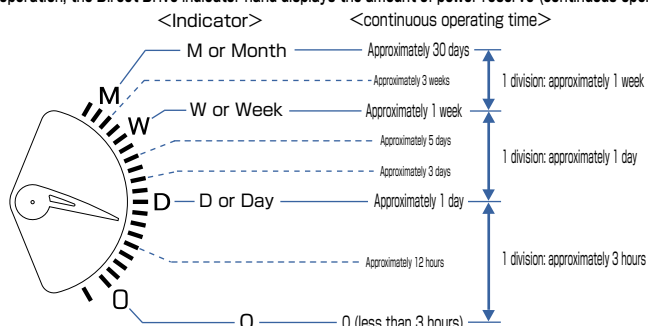 operation, the Direct Drive indicator hand displays the amount of power reserve (continuous
<Indicator> <continuous operating time>
M or Month Approximately 30 days
M
Approximately 3 weeks 1 division: approximately 1 week
W W or Week Approximately 1 week
Approximately 5 days
1 division: approximately 1 day
Approximately 3 days
D D or Day Approximately 1 day
Approximately 12 hours 1 division: approximately 3 hours
0
0 0 (less than 3 hours)